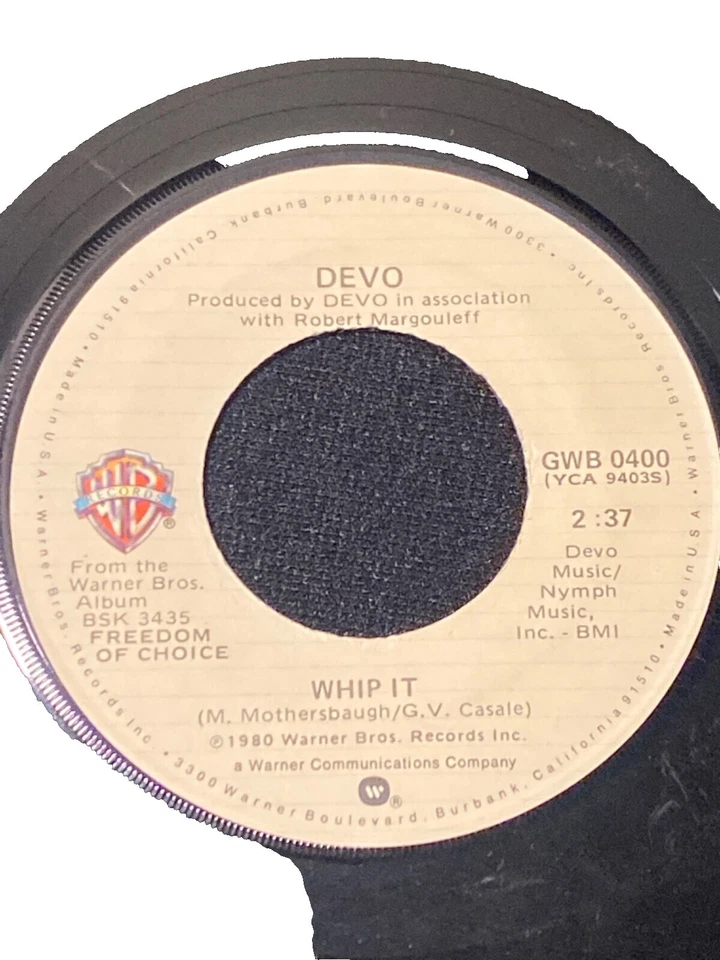 DEVO
Produced by DEVO in association
with Robert Margouleff
GWB 0400
(YCA 9403S)
2 :37
Devo
Music/
Nymph
Music,
Inc. - BMI
WB
RECORDS
®
From the
Warner Bros.
Album
BSK 3435
FREEDOM
OF CHOICE
WHIP IT
(M. Mothersbaugh/G.V. Casale)
℗1980 Warner Bros. Records Inc.
a Warner Communications Company
W ®
Warner Bros. Records Inc. • 3300 Warner Boulevard, Burbank, California 91510 • Made in U.S.A. • Warner Bros. Records Inc. • 3300 Warner Boulevard, Burbank, California 91510 • Made in U.S.A. •